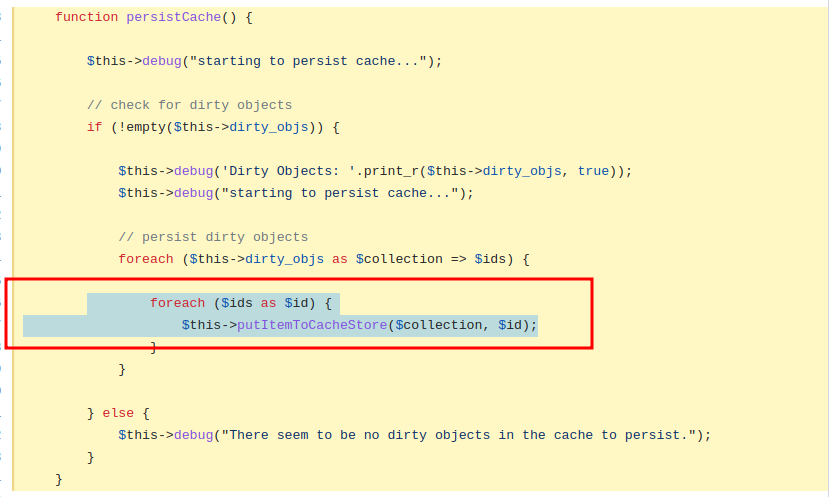 function persistCache() {
$this->debug("starting to persist cache...");
// check for dirty objects
if (!empty($this->dirty_objs)) {
$this->debug('Dirty Objects: '.print_r($this->dirty_objs, true));
$this->debug("starting to persist cache...");
// persist dirty objects
foreach ($this->dirty_objs as $collection => $ids) {
foreach ($ids as $id) {
$this->putItemToCacheStore($collection, $id);
}
}
} else {
$this->debug("There seem to be no dirty objects in the cache to persist.");
}
}